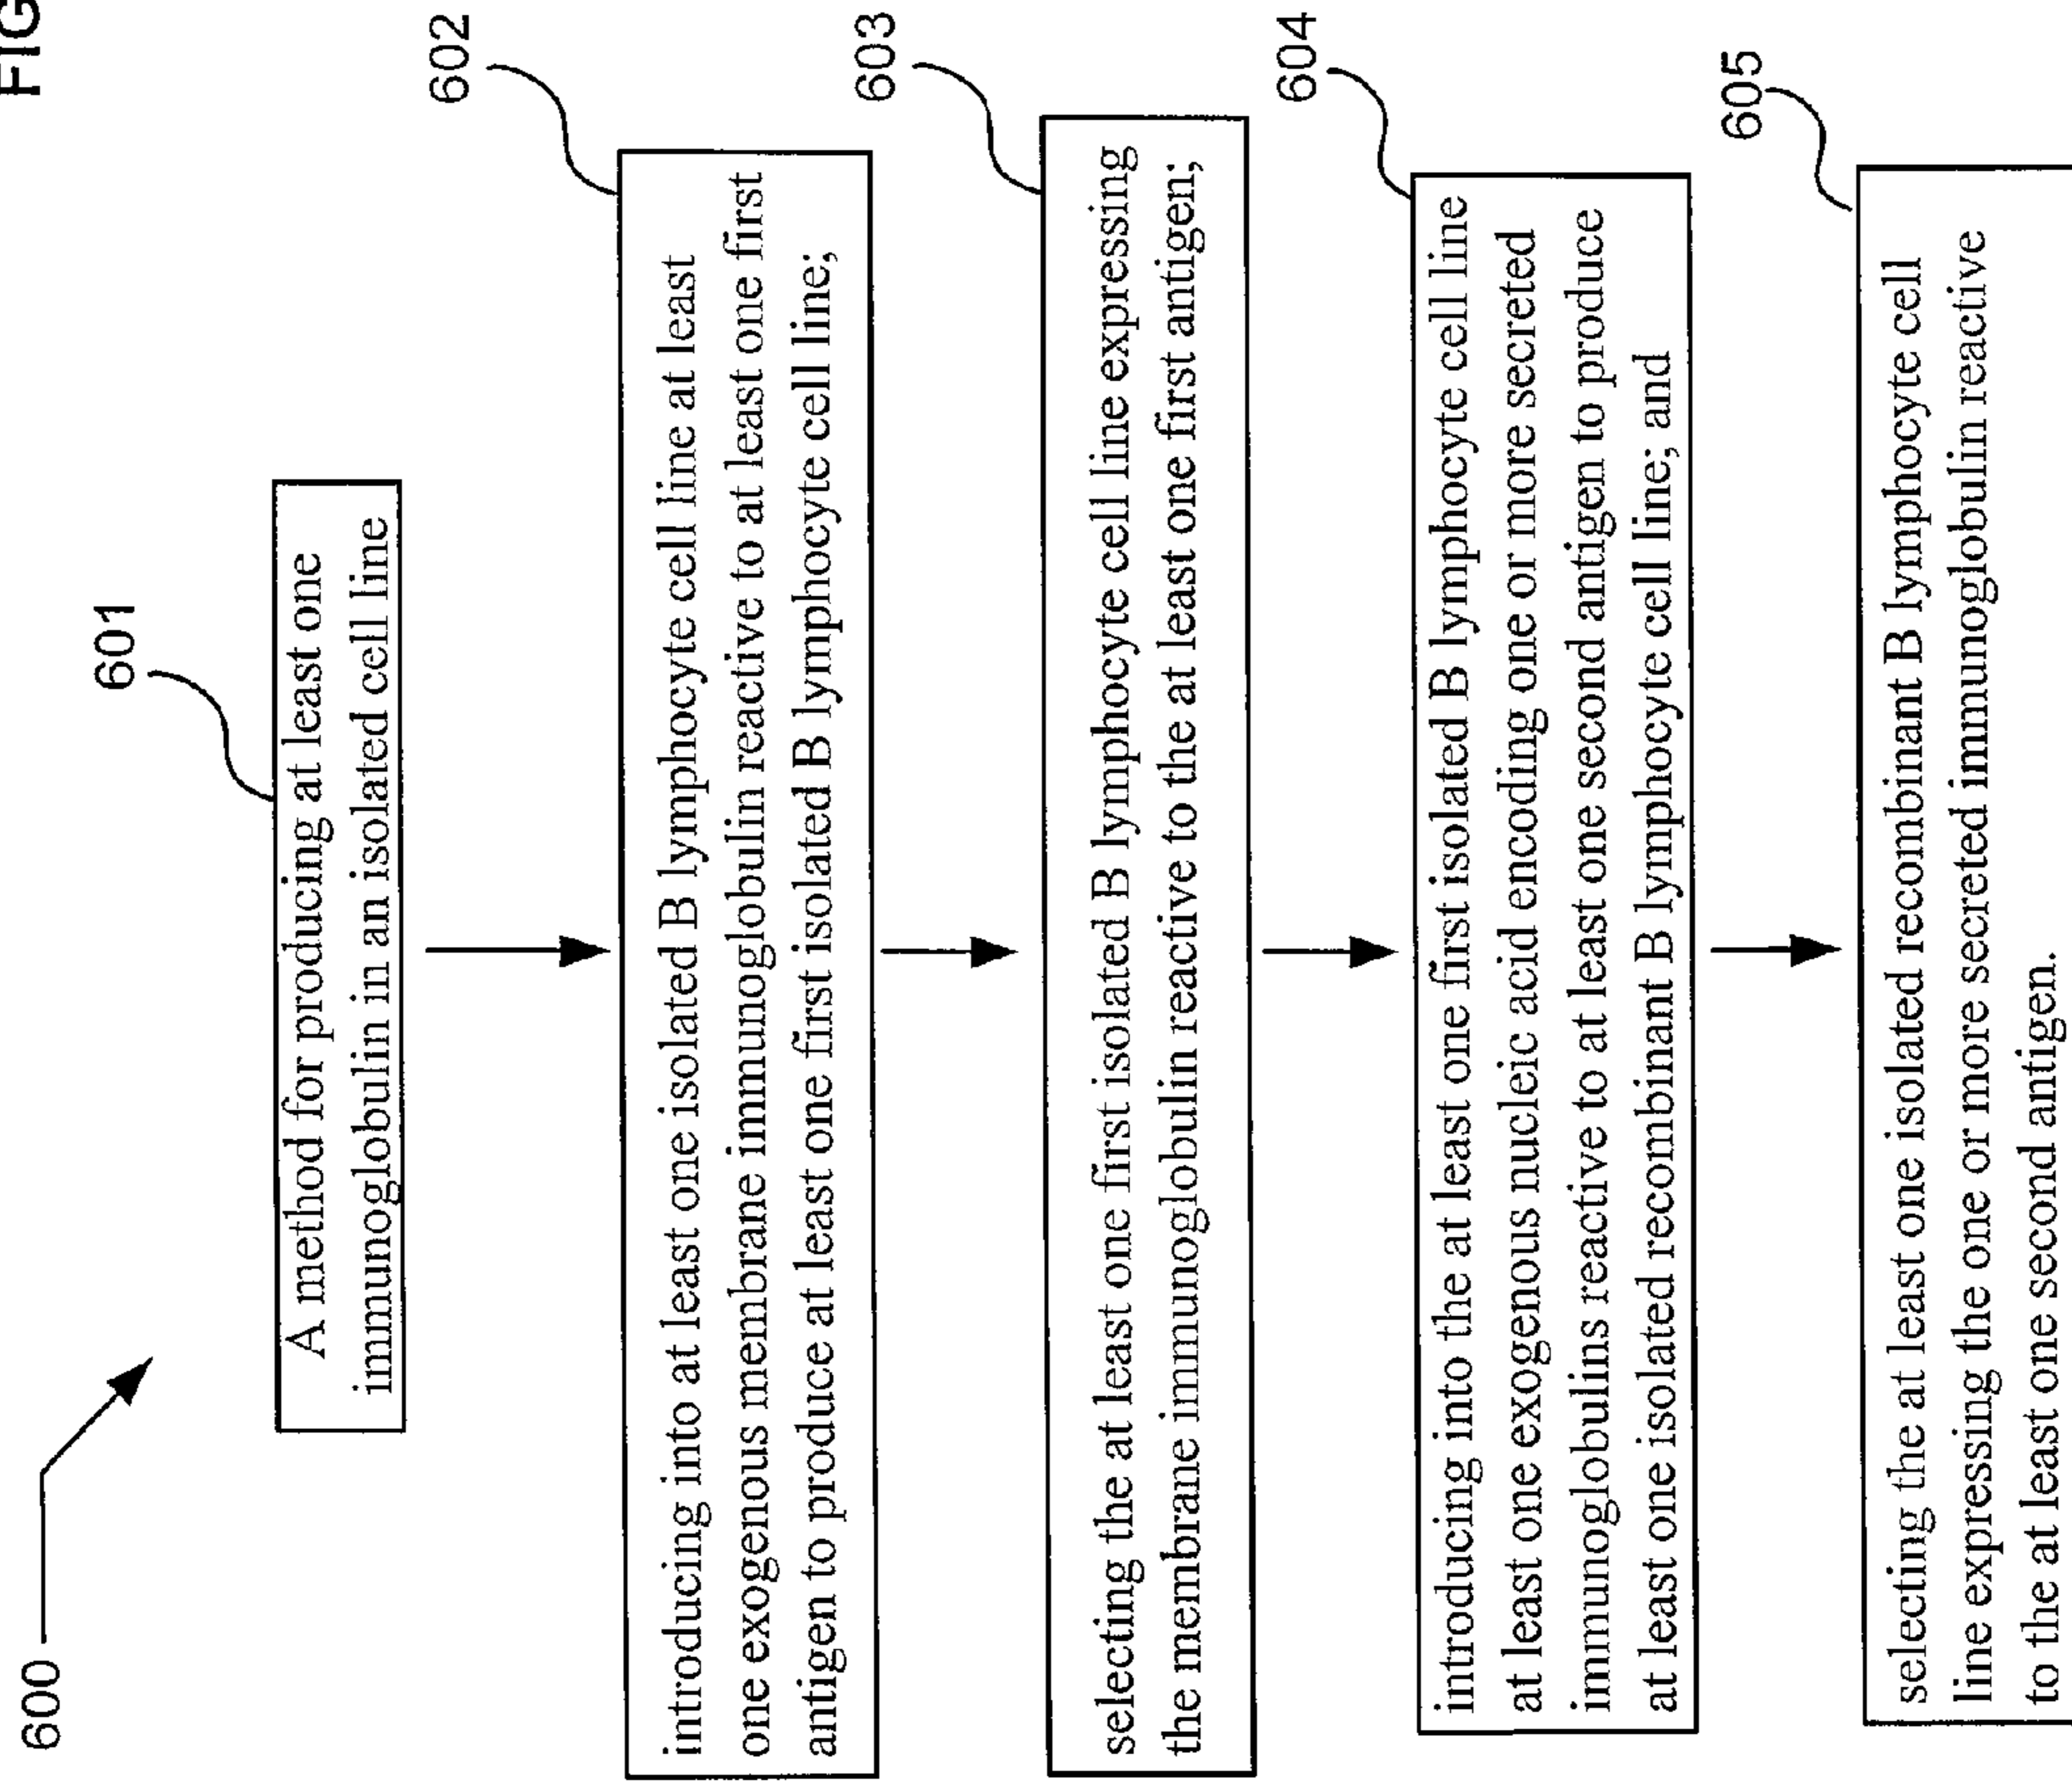 FIG
600
601
A method for producing at least one
immunoglobulin in an isolated cell line
602
introducing into at least one isolated B lymphocyte cell line at least
one exogenous membrane immunoglobulin reactive to at least one first
antigen to produce at least one first isolated B lymphocyte cell line;
603
selecting the at least one first isolated B lymphocyte cell line expressing
the membrane immunoglobulin reactive to the at least one first antigen;
604
introducing into the at least one first isolated B lymphocyte cell line
at least one exogenous nucleic acid encoding one or more secreted
immunoglobulins reactive to at least one second antigen to produce
at least one isolated recombinant B lymphocyte cell line; and
605
selecting the at least one isolated recombinant B lymphocyte cell
line expressing the one or more secreted immunoglobulin reactive
to the at least one second antigen.